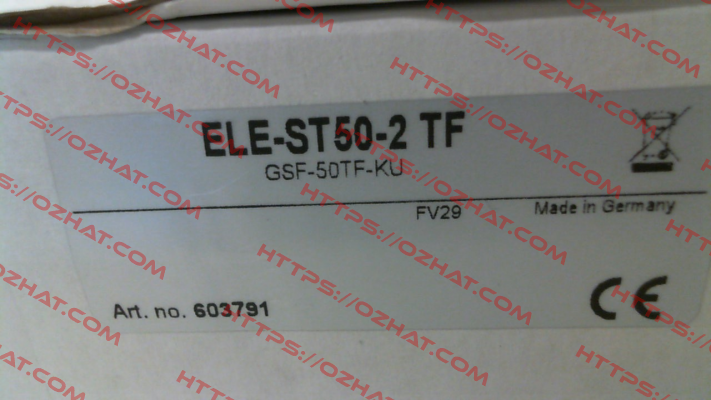 ELE-ST50-2 TF
GSF-50TF-KU
FV29 Made in Germany
Art. no. 603791
CE
HTTPS://OZHAT.COM